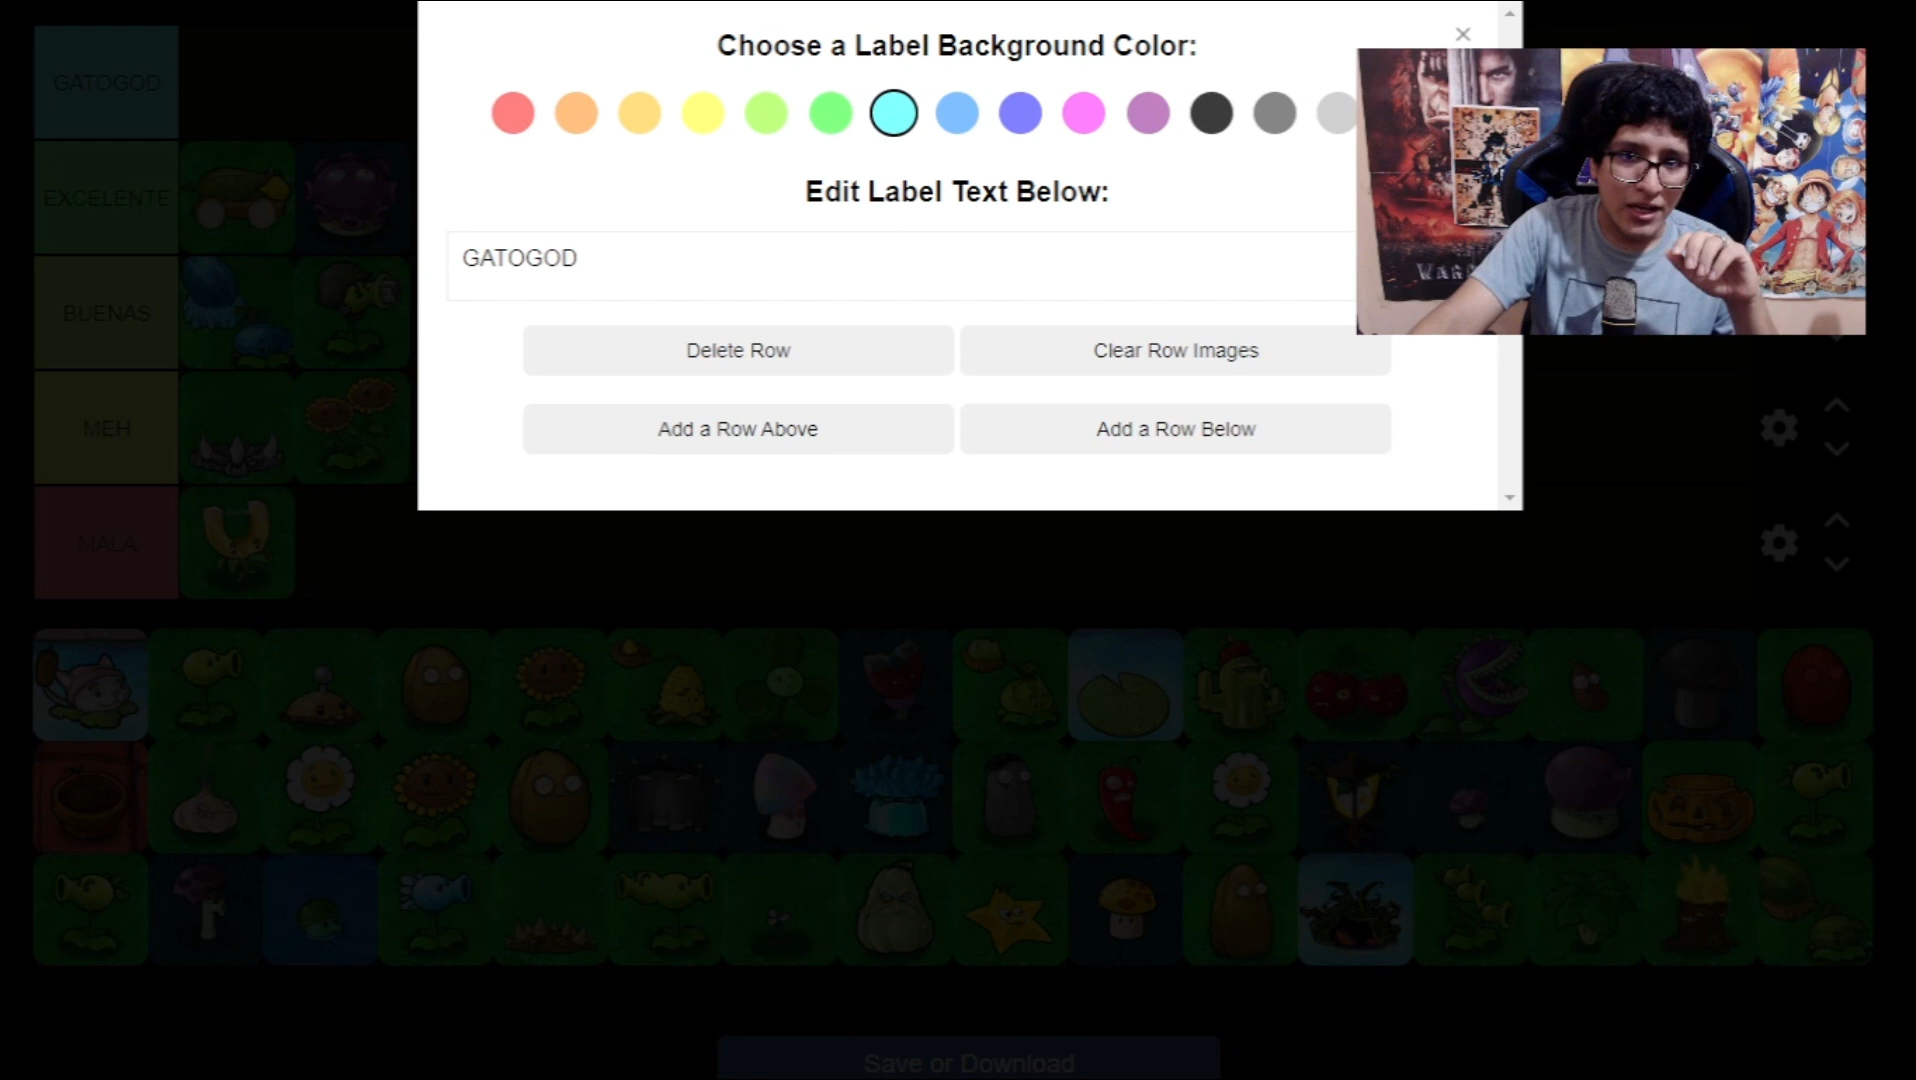 Choose a Label Background Color:
Edit Label Text Below:
GATOGOD
Delete Row
Clear Row Images
Add a Row Above
Add a Row Below
GATOGOD
EXCELENTE
BUENAS
MEH
MALA
Save or Download